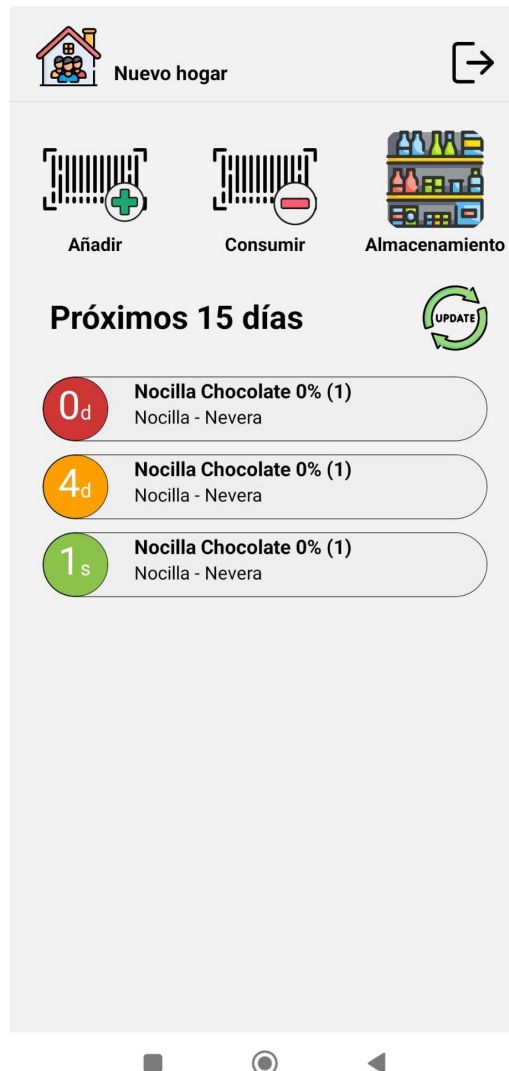 Nuevo hogar
Añadir
Consumir
Almacenamiento
Próximos 15 días
UPDATE
0d
Nocilla Chocolate 0% (1)
Nocilla - Nevera
4d
Nocilla Chocolate 0% (1)
Nocilla - Nevera
1s
Nocilla Chocolate 0% (1)
Nocilla - Nevera